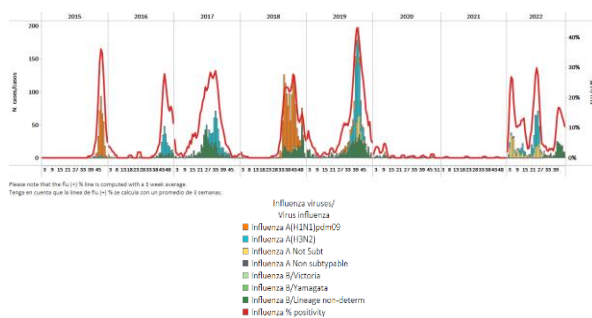 2015 2016 2017 2018 2019 2020 2021 2022
200
150
100
50
0
N. cases/casos
40%
30%
20%
10%
0%
Please note that the flu (+) % line is computed with a 3 week average.
Tenga en cuenta que la línea de flu (+) % se calcula con un promedio de 3 semanas.
Influenza viruses/
Virus influenza
Influenza A(H1N1)pdm09
Influenza A(H3N2)
Influenza A Not Subt
Influenza A Non subtypable
Influenza B/Victoria
Influenza B/Yamagata
Influenza B/Lineage non-determ
Influenza % positivity